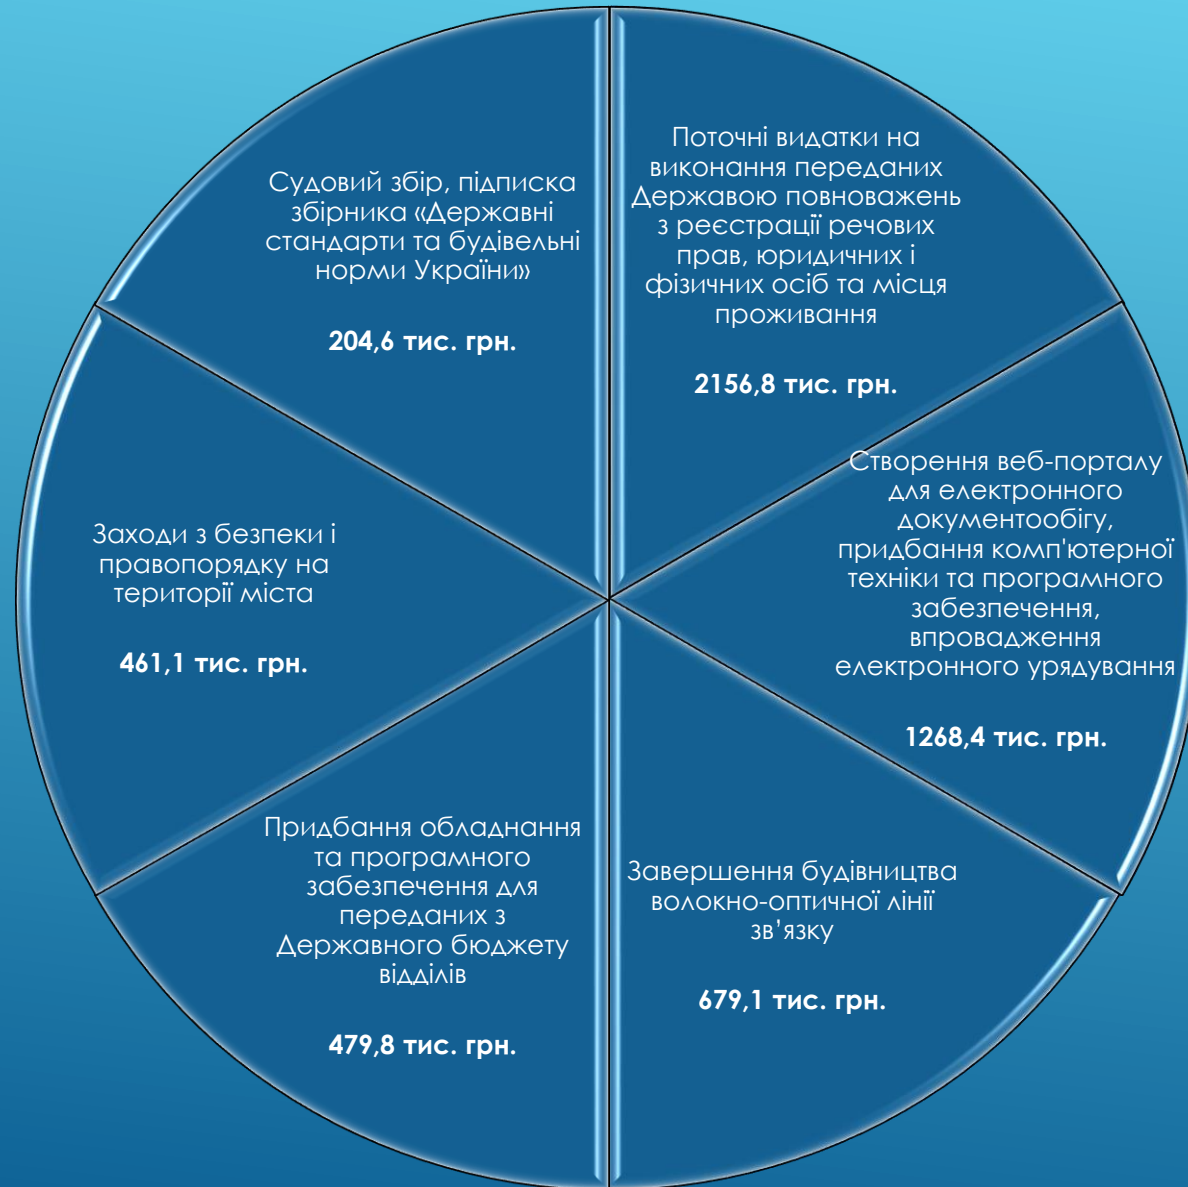 Поточні видатки на
виконання переданих
Державою повноважень
з реєстрації речових
прав, юридичних і
фізичних осіб та місця
проживання
2156,8 тис. грн.
Створення веб-порталу
для електронного
документообігу,
придбання комп'ютерної
техніки та програмного
забезпечення,
впровадження
електронного урядування
1268,4 тис. грн.
Завершення будівництва
волокно-оптичної лінії
зв’язку
679,1 тис. грн.
Придбання обладнання
та програмного
забезпечення для
переданих з
Державного бюджету
відділів
479,8 тис. грн.
Заходи з безпеки і
правопорядку на
території міста
461,1 тис. грн.
Судовий збір, підписка
збірника «Державні
стандарти та будівельні
норми України»
204,6 тис. грн.